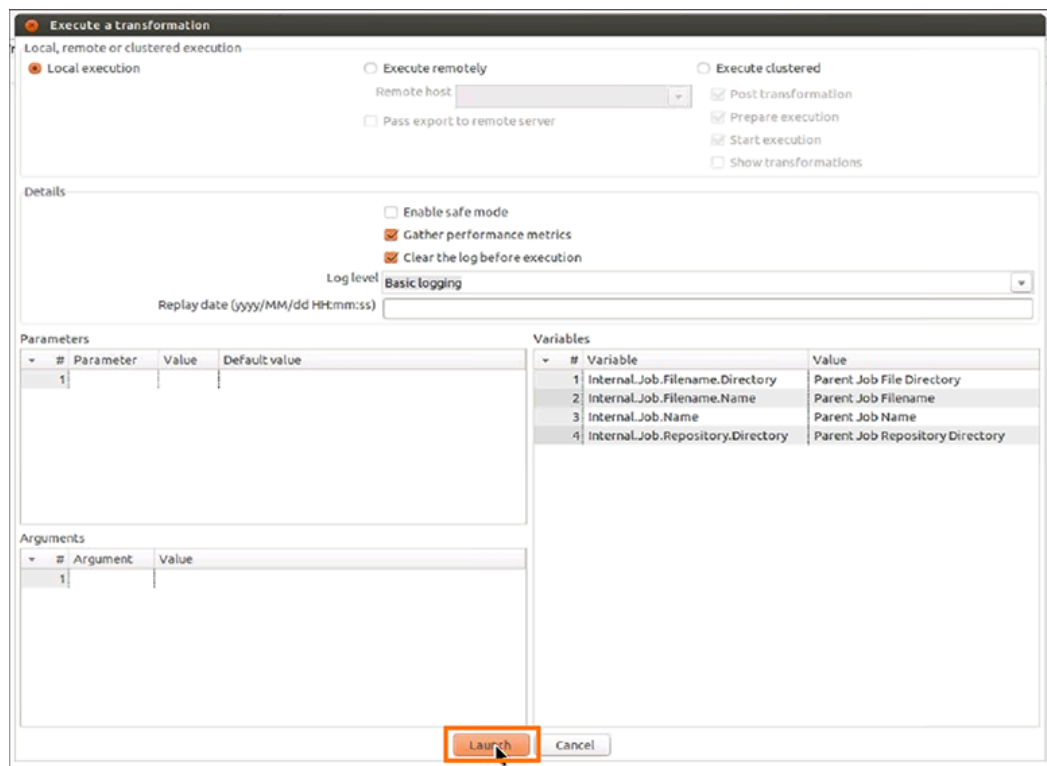 Execute a transformation
Local, remote or clustered execution
Local execution
Execute remotely
Execute clustered
Remote host
Post transformation
Pass export to remote server
Prepare execution
Start execution
Show transformations
Details
Enable safe mode
Gather performance metrics
Clear the log before execution
Log level Basic logging
Replay date (yyyy/MM/dd HH:mm:ss)
Parameters
# Parameter Value Default value
1
Variables
# Variable Value
1 Internal.Job.Filename.Directory Parent Job File Directory
2 Internal.Job.Filename.Name Parent Job Filename
3 Internal.Job.Name Parent Job Name
4 Internal.Job.Repository.Directory Parent Job Repository Directory
Arguments
# Argument Value
1
Launch Cancel